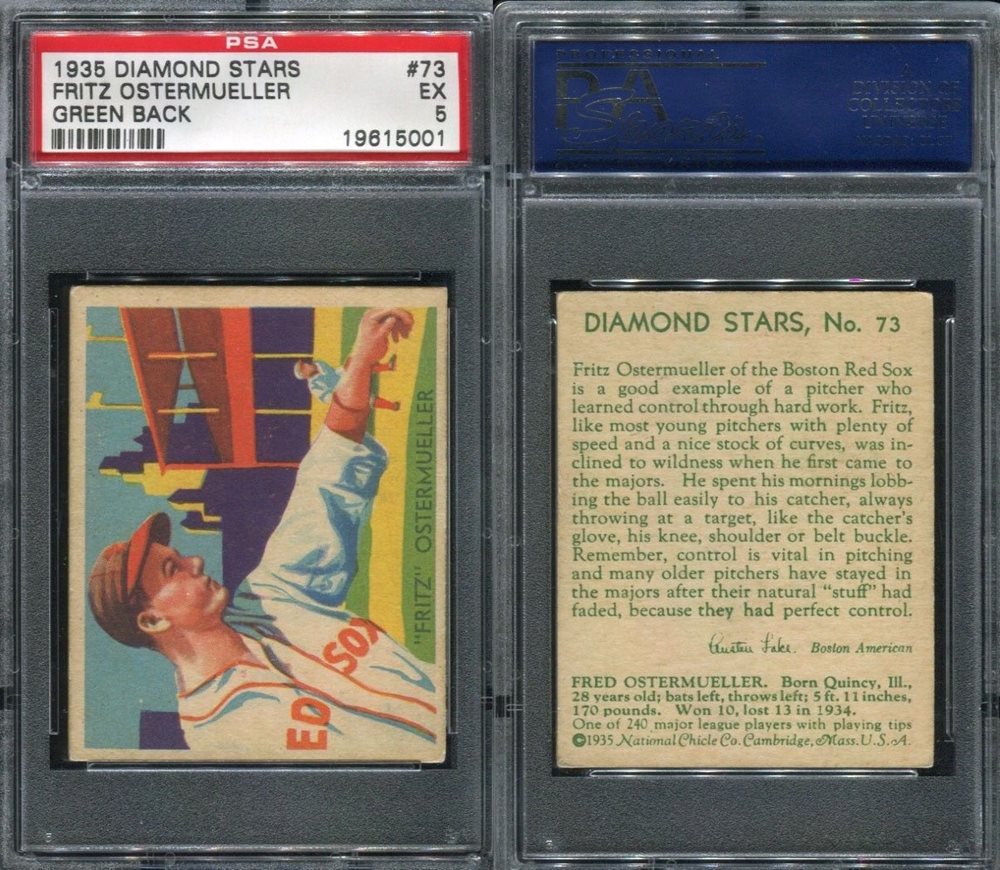 PSA
1935 DIAMOND STARS #73
FRITZ OSTERMUELLER EX
GREEN BACK 5
19615001
"FRITZ" OSTERMUELLER
ED SOX
PROFESSIONAL
PSA
A
DIVISION OF
COLLECTORS
UNIVERSE
DIAMOND STARS, No. 73
Fritz Ostermueller of the Boston Red Sox
is a good example of a pitcher who
learned control through hard work. Fritz,
like most young pitchers with plenty of
speed and a nice stock of curves, was in-
clined to wildness when he first came to
the majors. He spent his mornings lobb-
ing the ball easily to his catcher, always
throwing at a target, like the catcher's
glove, his knee, shoulder or belt buckle.
Remember, control is vital in pitching
and many older pitchers have stayed in
the majors after their natural "stuff" had
faded, because they had perfect control.
Austen Lake. Boston American
FRED OSTERMUELLER. Born Quincy, Ill.,
28 years old; bats left, throws left; 5 ft. 11 inches,
170 pounds. Won 10, lost 13 in 1934.
One of 240 major league players with playing tips
©1935 National Chicle Co. Cambridge, Mass. U.S.A.